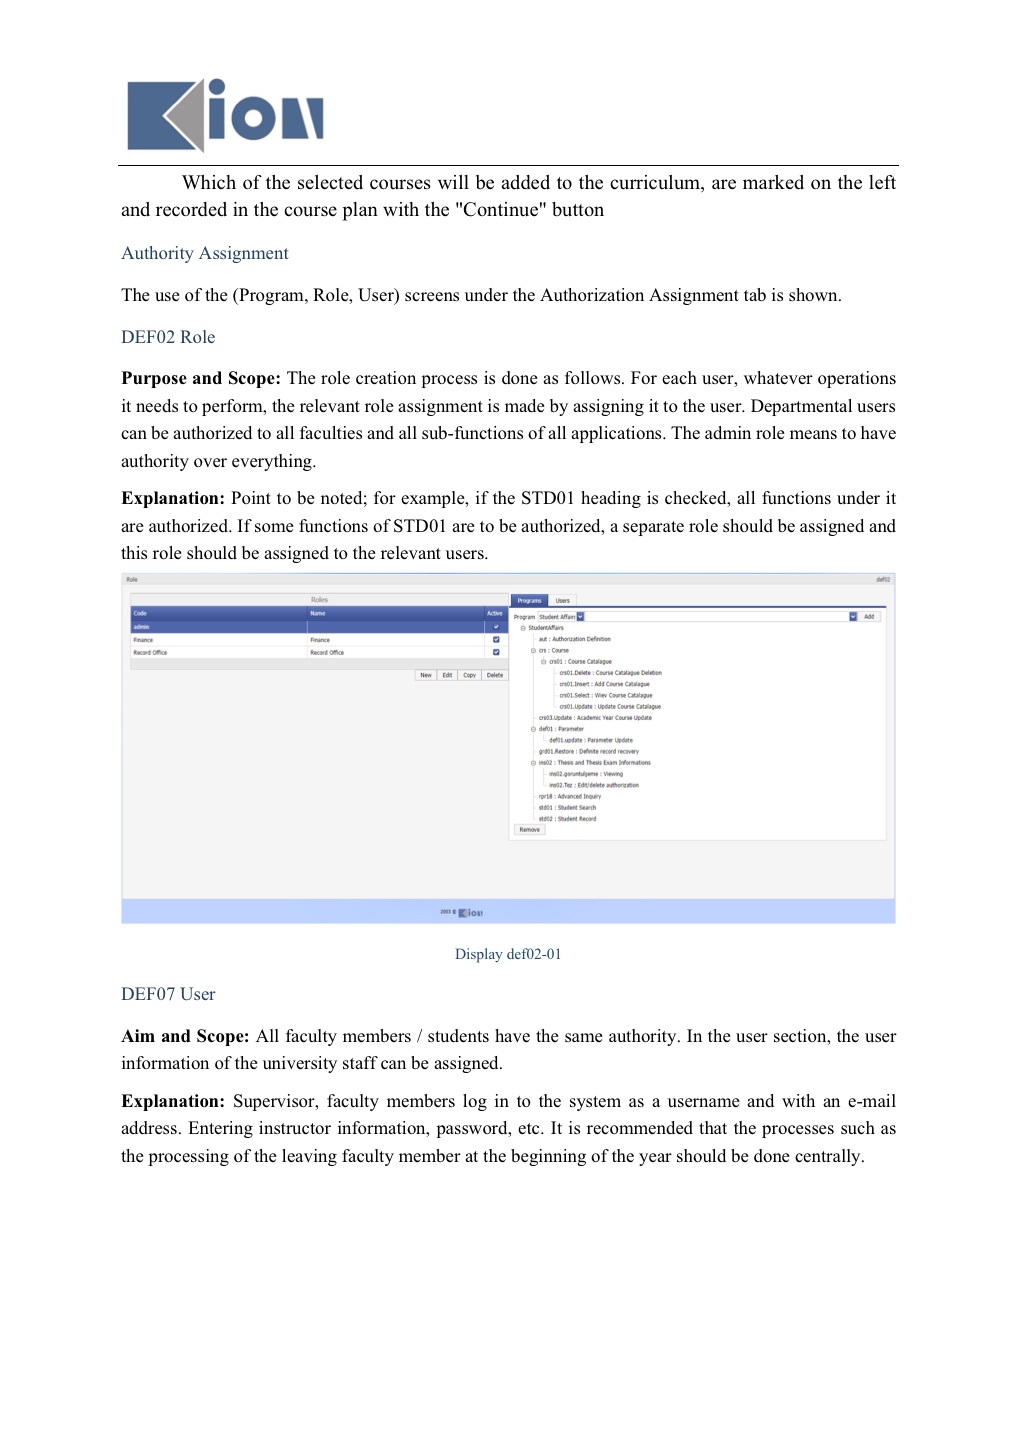 Kion
Which of the selected courses will be added to the curriculum, are marked on the left
and recorded in the course plan with the "Continue" button
Authority Assignment
The use of the (Program, Role, User) screens under the Authorization Assignment tab is shown.
DEF02 Role
Purpose and Scope: The role creation process is done as follows. For each user, whatever operations
it needs to perform, the relevant role assignment is made by assigning it to the user. Departmental users
can be authorized to all faculties and all sub-functions of all applications. The admin role means to have
authority over everything.
Explanation: Point to be noted; for example, if the STD01 heading is checked, all functions under it
are authorized. If some functions of STD01 are to be authorized, a separate role should be assigned and
this role should be assigned to the relevant users.
Role def02
Roles
Code Name Active
admin
Finance Finance
Record Office Record Office
New Edit Copy Delete
Programs Users
Program Student Affairs Add
StudentAffairs
aut : Authorization Definition
crs : Course
crs01 : Course Catalague
crs01.Delete : Course Catalague Deletion
crs01.Insert : Add Course Catalague
crs01.Select : Wiev Course Catalague
crs01.Update : Update Course Catalague
crs03.Update : Academic Year Course Update
def01 : Parameter
def01.update : Parameter Update
grd01.Restore : Definite record recovery
ins02 : Thesis and Thesis Exam Informations
ins02.goruntuljeme : Viewing
ins02.Tez : Edit/delete authorization
rpr18 : Advanced Inquiry
std01 : Student Search
std02 : Student Record
Remove
2003 © Kion
Display def02-01
DEF07 User
Aim and Scope: All faculty members / students have the same authority. In the user section, the user
information of the university staff can be assigned.
Explanation: Supervisor, faculty members log in to the system as a username and with an e-mail
address. Entering instructor information, password, etc. It is recommended that the processes such as
the processing of the leaving faculty member at the beginning of the year should be done centrally.